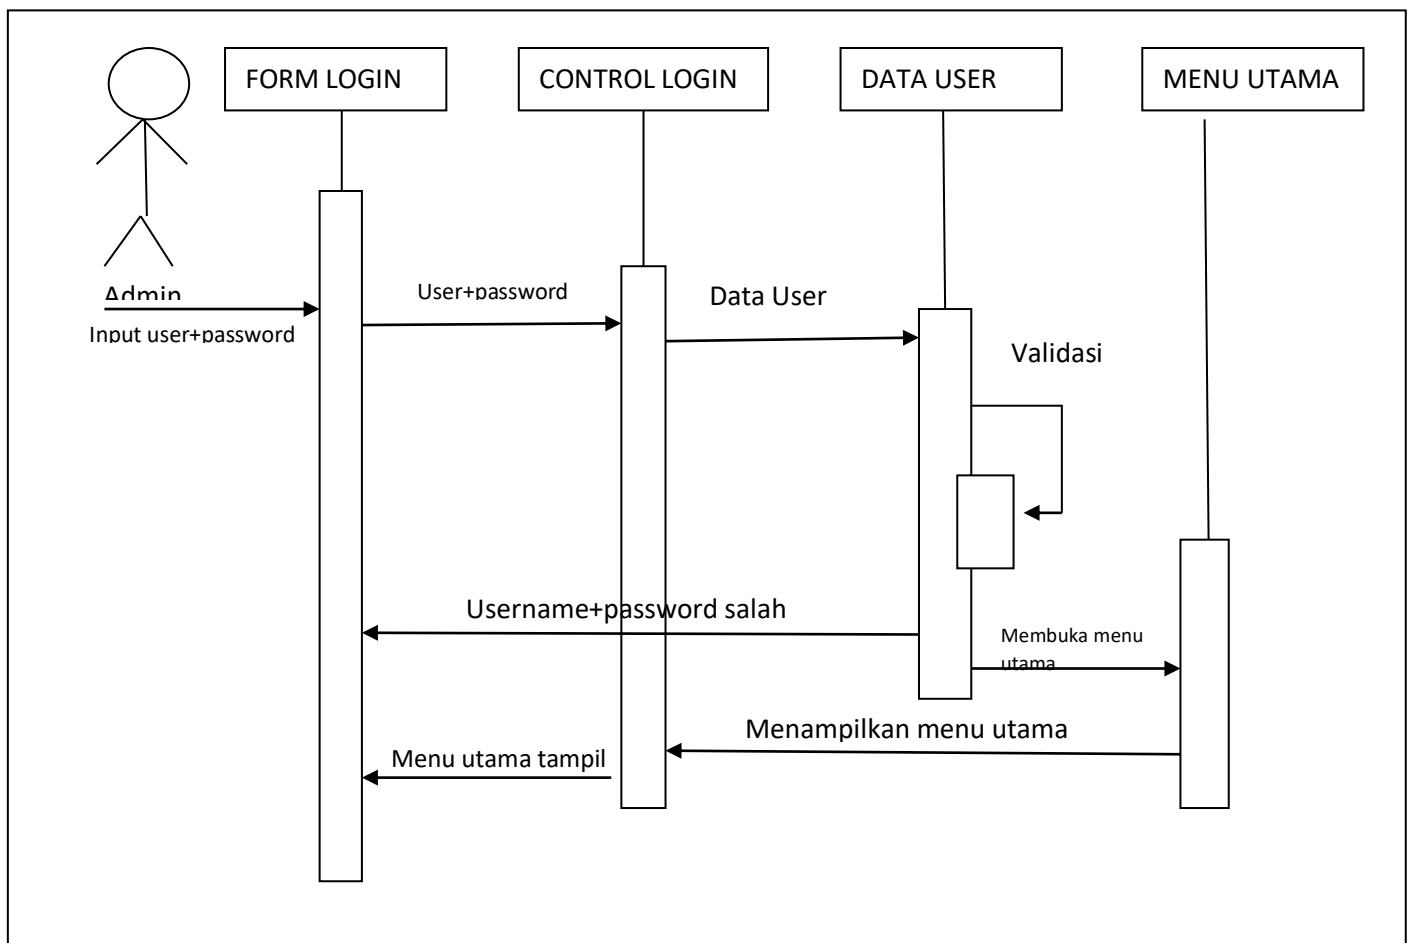 FORM LOGIN
CONTROL LOGIN
DATA USER
MENU UTAMA
Admin
Input user+password
User+password
Data User
Validasi
Username+password salah
Membuka menu
utama
Menampilkan menu utama
Menu utama tampil